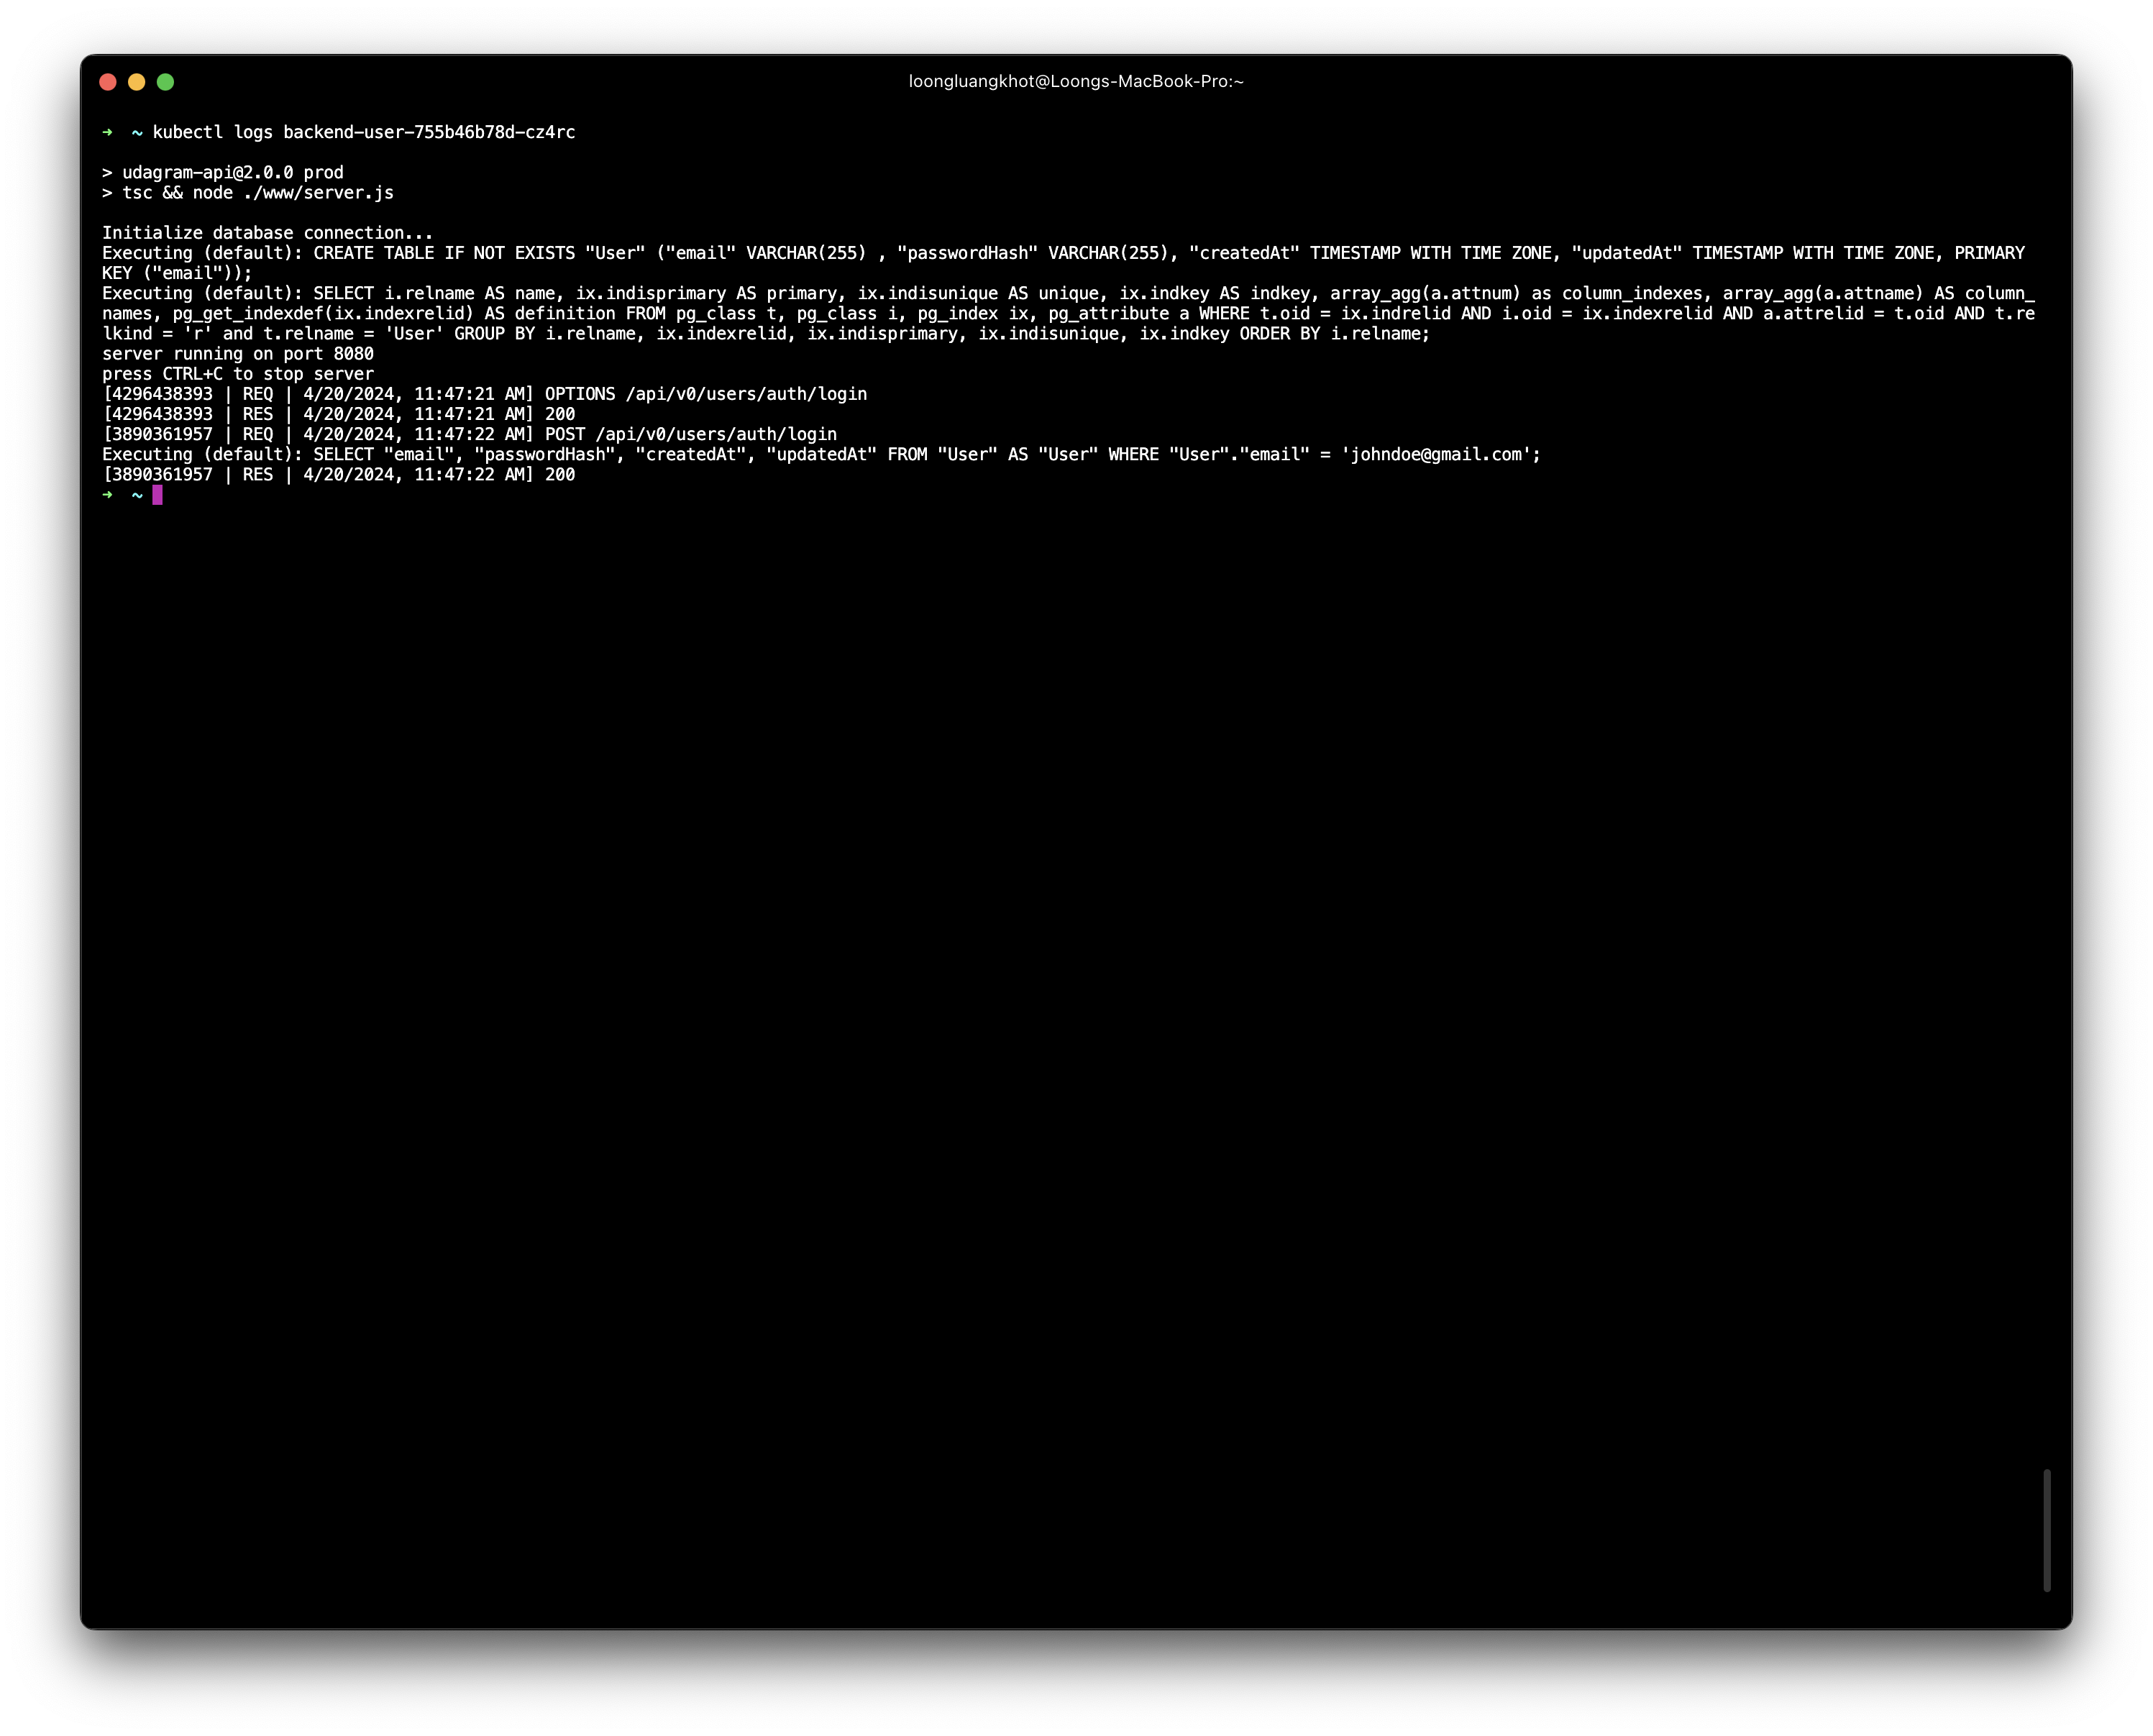 loongluangkhot@Loongs-MacBook-Pro:~
➜  ~ kubectl logs backend-user-755b46b78d-cz4rc
> udagram-api@2.0.0 prod
> tsc && node ./www/server.js
Initialize database connection...
Executing (default): CREATE TABLE IF NOT EXISTS "User" ("email" VARCHAR(255) , "passwordHash" VARCHAR(255), "createdAt" TIMESTAMP WITH TIME ZONE, "updatedAt" TIMESTAMP WITH TIME ZONE, PRIMARY
KEY ("email"));
Executing (default): SELECT i.relname AS name, ix.indisprimary AS primary, ix.indisunique AS unique, ix.indkey AS indkey, array_agg(a.attnum) as column_indexes, array_agg(a.attname) AS column_
names, pg_get_indexdef(ix.indexrelid) AS definition FROM pg_class t, pg_class i, pg_index ix, pg_attribute a WHERE t.oid = ix.indrelid AND i.oid = ix.indexrelid AND a.attrelid = t.oid AND t.re
lkind = 'r' and t.relname = 'User' GROUP BY i.relname, ix.indexrelid, ix.indisprimary, ix.indisunique, ix.indkey ORDER BY i.relname;
server running on port 8080
press CTRL+C to stop server
[4296438393 | REQ | 4/20/2024, 11:47:21 AM] OPTIONS /api/v0/users/auth/login
[4296438393 | RES | 4/20/2024, 11:47:21 AM] 200
[3890361957 | REQ | 4/20/2024, 11:47:22 AM] POST /api/v0/users/auth/login
Executing (default): SELECT "email", "passwordHash", "createdAt", "updatedAt" FROM "User" AS "User" WHERE "User"."email" = 'johndoe@gmail.com';
[3890361957 | RES | 4/20/2024, 11:47:22 AM] 200
➜  ~